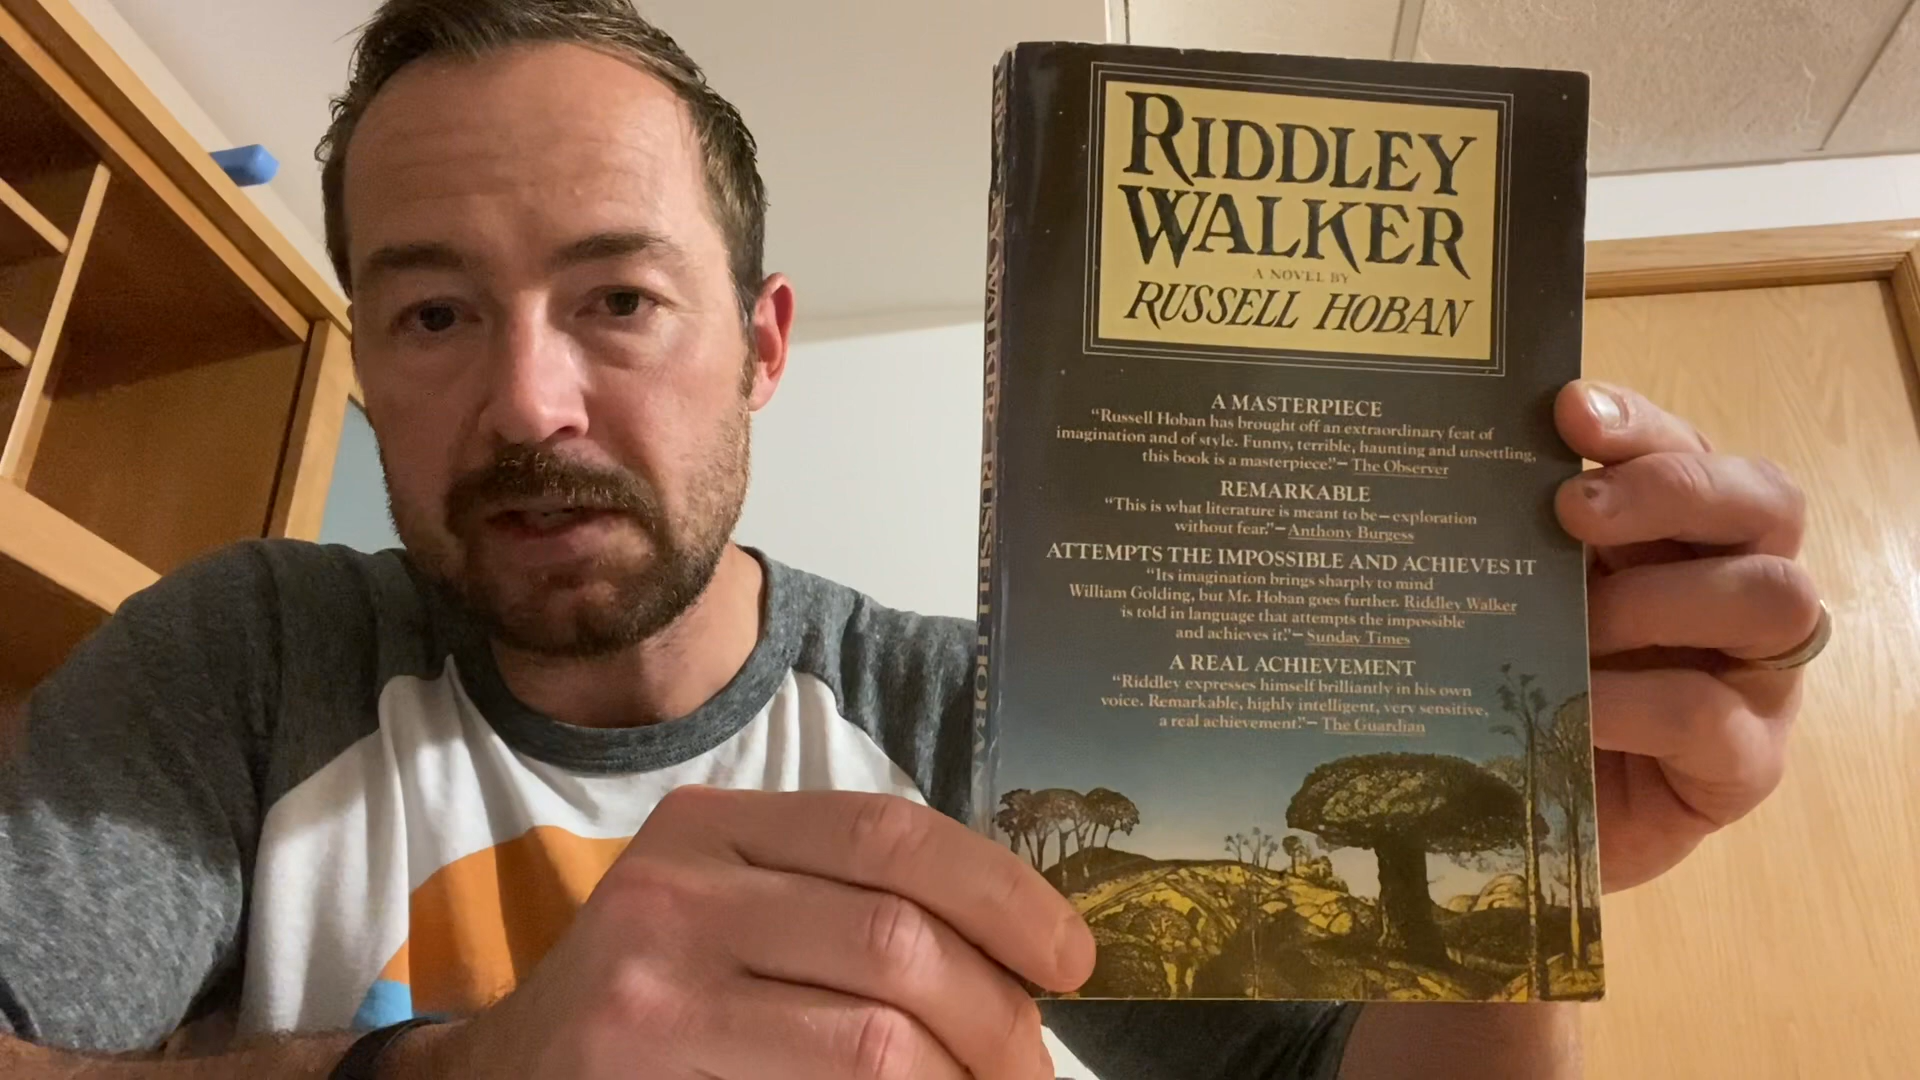 RIDDLEY
WALKER
A NOVEL BY
RUSSELL HOBAN
A MASTERPIECE
“Russell Hoban has brought off an extraordinary feat of
imagination and of style. Funny, terrible, haunting and unsettling,
this book is a masterpiece.”—The Observer
REMARKABLE
“This is what literature is meant to be—exploration
without fear.”—Anthony Burgess
ATTEMPTS THE IMPOSSIBLE AND ACHIEVES IT
“Its imagination brings sharply to mind
William Golding, but Mr. Hoban goes further. Riddley Walker
is told in language that attempts the impossible
and achieves it.”—Sunday Times
A REAL ACHIEVEMENT
“Riddley expresses himself brilliantly in his own
voice. Remarkable, highly intelligent, very sensitive,
a real achievement.”—The Guardian
WALKER RUSSELL HOBAN